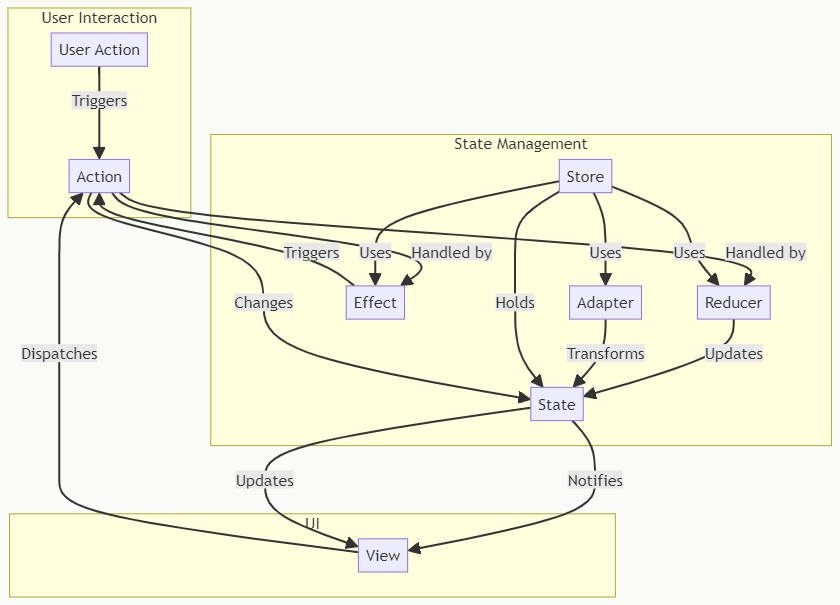 User Interaction
User Action
Triggers
Action
State Management
Store
Triggers
Uses
Handled by
Uses
Uses
Handled by
Changes
Effect
Holds
Adapter
Reducer
Dispatches
Transforms
Updates
State
Updates
Notifies
UI
View